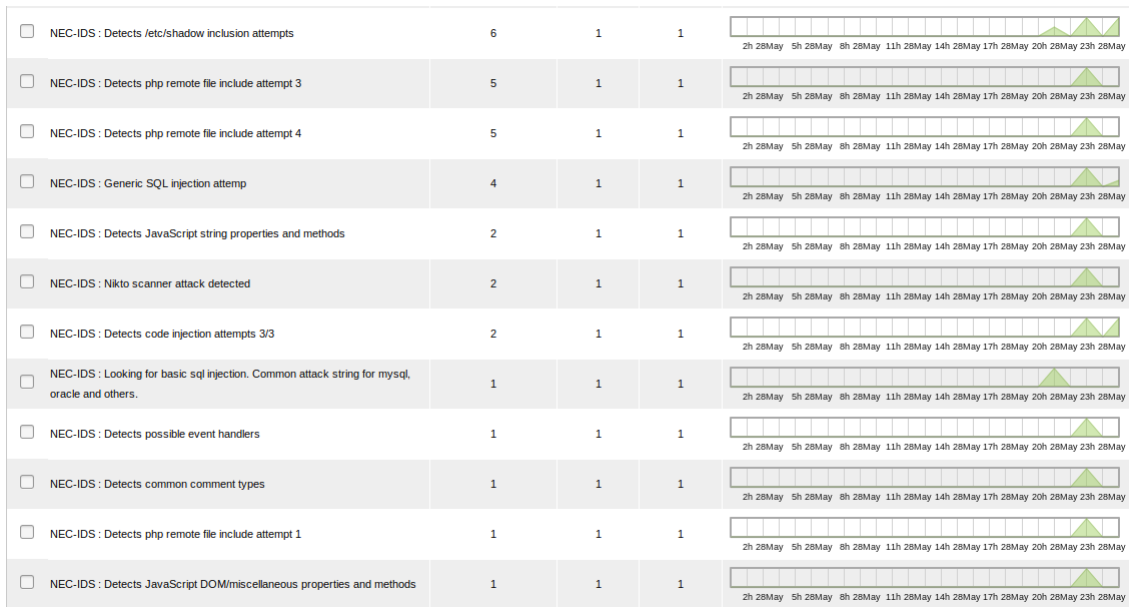 NEC-IDS : Detects /etc/shadow inclusion attempts 6 1 1
2h 28May 5h 28May 8h 28May 11h 28May 14h 28May 17h 28May 20h 28May 23h 28May
NEC-IDS : Detects php remote file include attempt 3 5 1 1
2h 28May 5h 28May 8h 28May 11h 28May 14h 28May 17h 28May 20h 28May 23h 28May
NEC-IDS : Detects php remote file include attempt 4 5 1 1
2h 28May 5h 28May 8h 28May 11h 28May 14h 28May 17h 28May 20h 28May 23h 28May
NEC-IDS : Generic SQL injection attemp 4 1 1
2h 28May 5h 28May 8h 28May 11h 28May 14h 28May 17h 28May 20h 28May 23h 28May
NEC-IDS : Detects JavaScript string properties and methods 2 1 1
2h 28May 5h 28May 8h 28May 11h 28May 14h 28May 17h 28May 20h 28May 23h 28May
NEC-IDS : Nikto scanner attack detected 2 1 1
2h 28May 5h 28May 8h 28May 11h 28May 14h 28May 17h 28May 20h 28May 23h 28May
NEC-IDS : Detects code injection attempts 3/3 2 1 1
2h 28May 5h 28May 8h 28May 11h 28May 14h 28May 17h 28May 20h 28May 23h 28May
NEC-IDS : Looking for basic sql injection. Common attack string for mysql,
oracle and others. 1 1 1
2h 28May 5h 28May 8h 28May 11h 28May 14h 28May 17h 28May 20h 28May 23h 28May
NEC-IDS : Detects possible event handlers 1 1 1
2h 28May 5h 28May 8h 28May 11h 28May 14h 28May 17h 28May 20h 28May 23h 28May
NEC-IDS : Detects common comment types 1 1 1
2h 28May 5h 28May 8h 28May 11h 28May 14h 28May 17h 28May 20h 28May 23h 28May
NEC-IDS : Detects php remote file include attempt 1 1 1 1
2h 28May 5h 28May 8h 28May 11h 28May 14h 28May 17h 28May 20h 28May 23h 28May
NEC-IDS : Detects JavaScript DOM/miscellaneous properties and methods 1 1 1
2h 28May 5h 28May 8h 28May 11h 28May 14h 28May 17h 28May 20h 28May 23h 28May